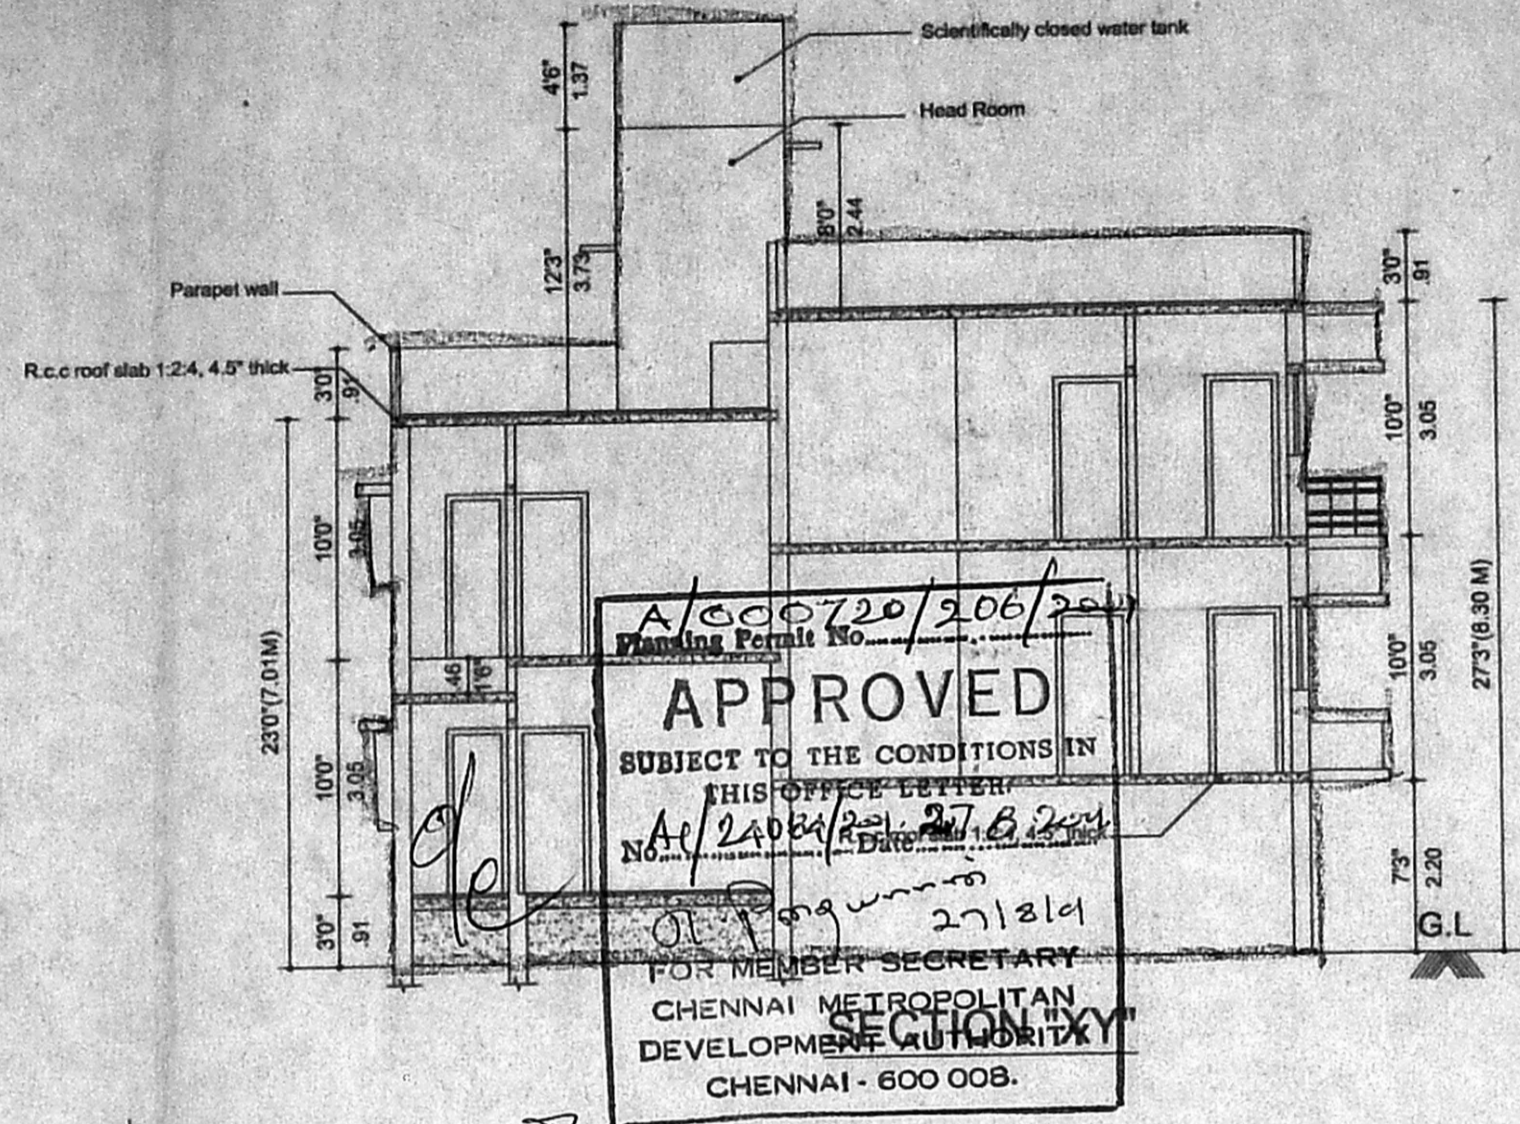 Scientifically closed water tank
4'6"
1.37
Head Room
8'0"
2.44
12'3"
3.73
Parapet wall
3'0"
.91
R.c.c roof slab 1:2:4, 4.5" thick
3'0"
.91
10'0"
3.05
10'0"
3.05
23'0"(7.01M)
27'3"(8.30 M)
.46
1'6"
10'0"
3.05
10'0"
3.05
3'0"
.91
7'3"
2.20
G.L
A/000720/206/
Planning Permit No
APPROVED
SUBJECT TO THE CONDITIONS IN
THIS OFFICE LETTER
No. Date
27/8/
FOR MEMBER SECRETARY
CHENNAI METROPOLITAN
DEVELOPMENT AUTHORITY
CHENNAI - 600 008.
SECTION "XY"